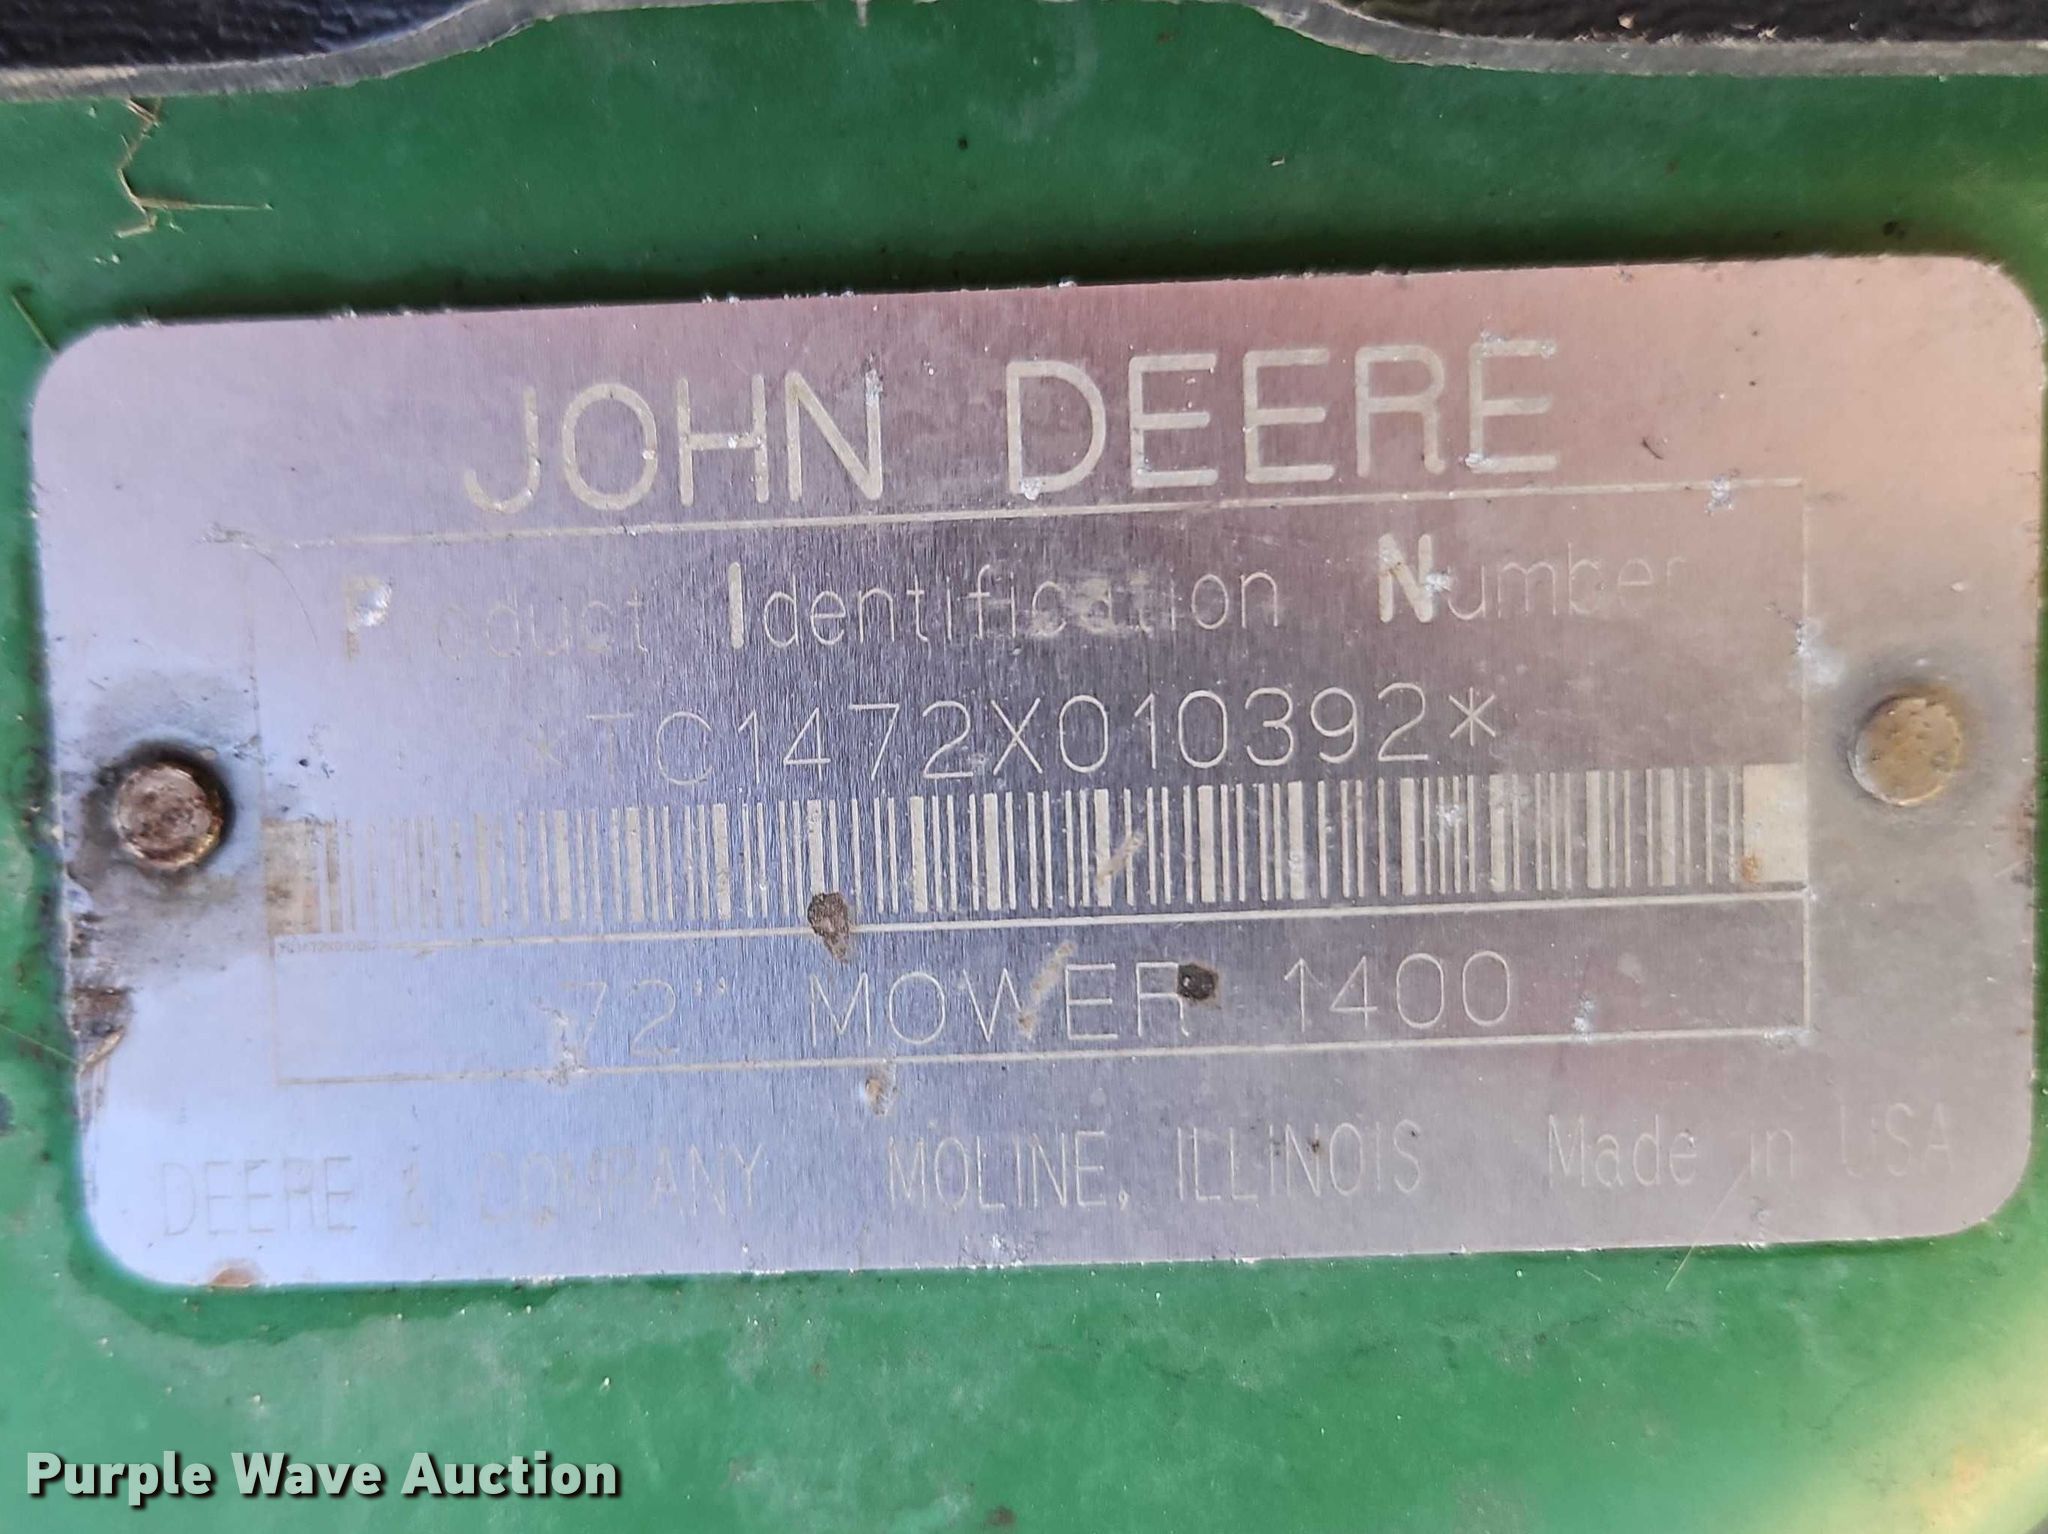 JOHN DEERE
Product Identification Number
*TC1472X010392*
72" MOWER 1400
DEERE & COMPANY MOLINE, ILLINOIS Made in USA
Purple Wave Auction